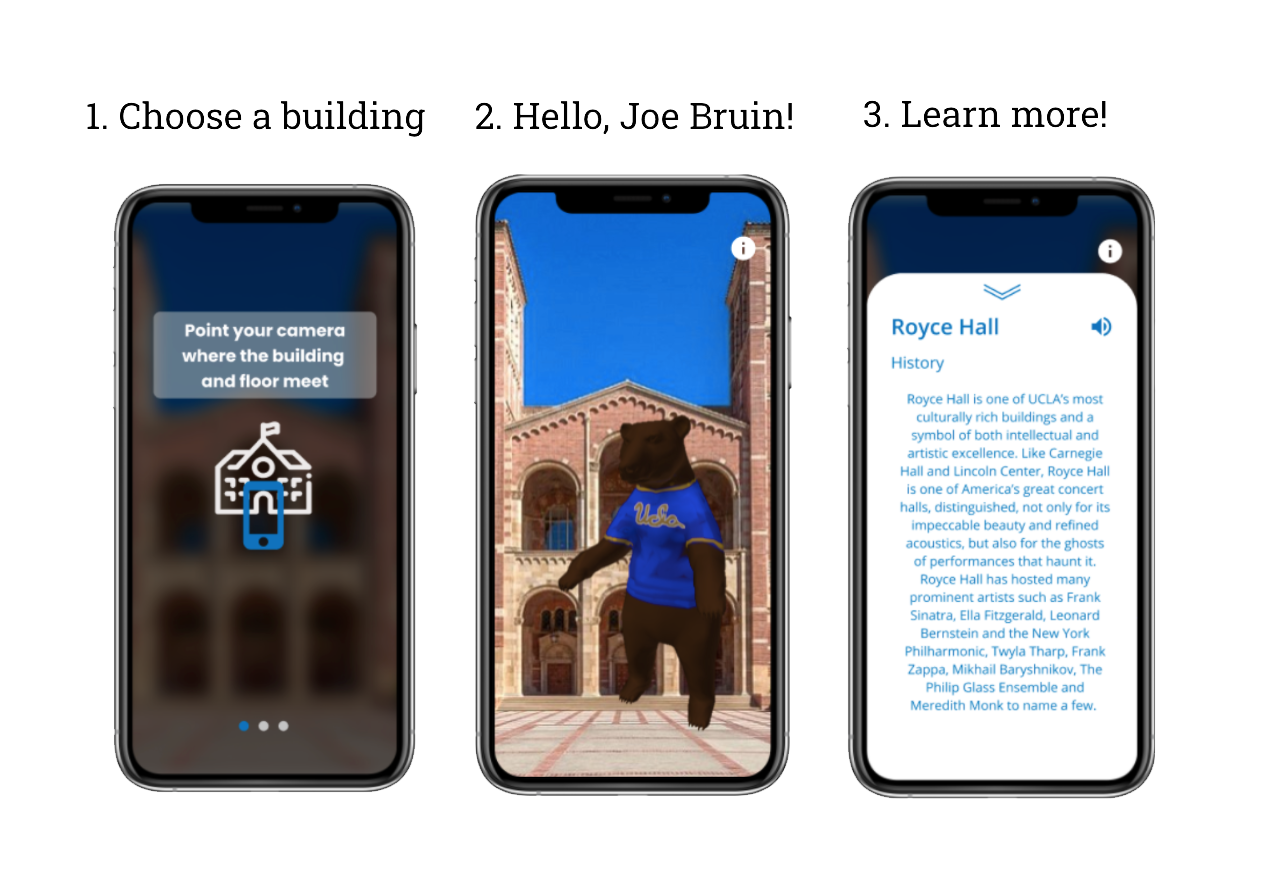 1. Choose a building
2. Hello, Joe Bruin!
3. Learn more!
Point your camera
where the building
and floor meet
UCLA
Royce Hall
History
Royce Hall is one of UCLA's most
culturally rich buildings and a
symbol of both intellectual and
artistic excellence. Like Carnegie
Hall and Lincoln Center, Royce Hall
is one of America's great concert
halls, distinguished, not only for its
impeccable beauty and refined
acoustics, but also for the ghosts
of performances that haunt it.
Royce Hall has hosted many
prominent artists such as Frank
Sinatra, Ella Fitzgerald, Leonard
Bernstein and the New York
Philharmonic, Twyla Tharp, Frank
Zappa, Mikhail Baryshnikov, The
Philip Glass Ensemble and
Meredith Monk to name a few.